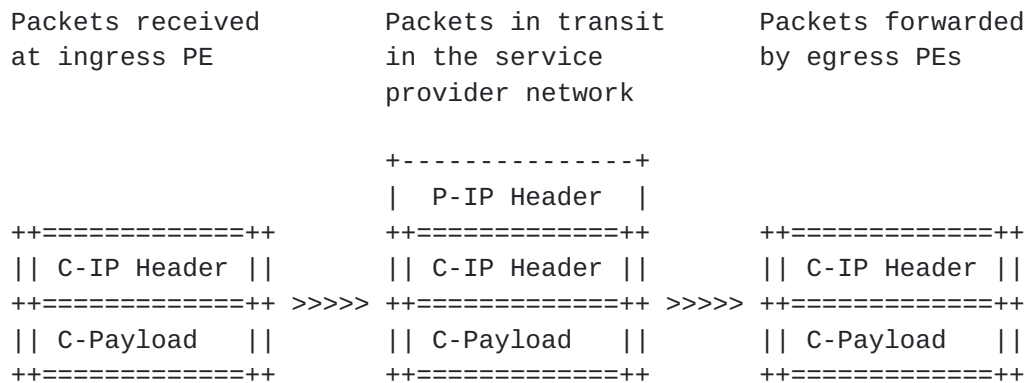 Packets received        Packets in transit      Packets forwarded
at ingress PE           in the service          by egress PEs
                        provider network

                        +---------------+
                        |  P-IP Header  |
++=============++       ++=============++       ++=============++
|| C-IP Header ||       || C-IP Header ||       || C-IP Header ||
++=============++ >>>>> ++=============++ >>>>> ++=============++
|| C-Payload   ||       || C-Payload   ||       || C-Payload   ||
++=============++       ++=============++       ++=============++